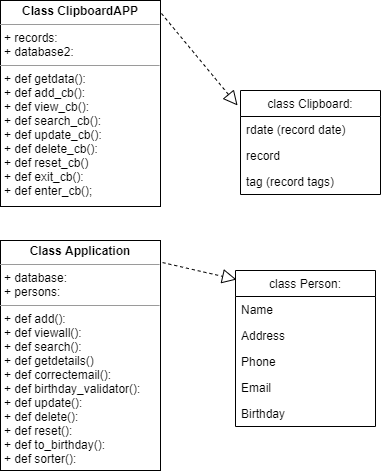 Class ClipboardAPP
+ records:
+ database2:
+ def getdata():
+ def add_cb():
+ def view_cb():
+ def search_cb():
+ def update_cb():
+ def delete_cb():
+ def reset_cb()
+ def exit_cb():
+ def enter_cb();
class Clipboard:
rdate (record date)
record
tag (record tags)
Class Application
+ database:
+ persons:
+ def add():
+ def viewall():
+ def search():
+ def getdetails()
+ def correctemail():
+ def birthday_validator():
+ def update():
+ def delete():
+ def reset():
+ def to_birthday():
+ def sorter():
class Person:
Name
Address
Phone
Email
Birthday